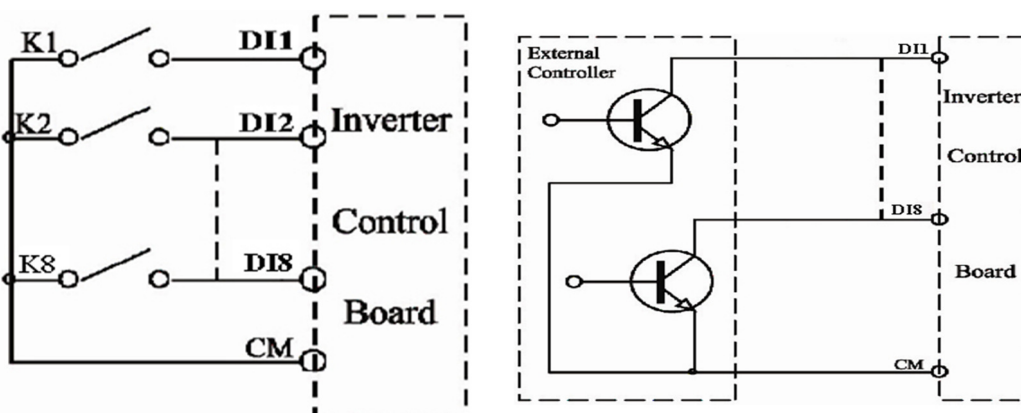 K1
DI1
K2
DI2
Inverter
Control
K8
DI8
Board
CM
External
Controller
DI1
Inverter
Control
DI8
Board
CM